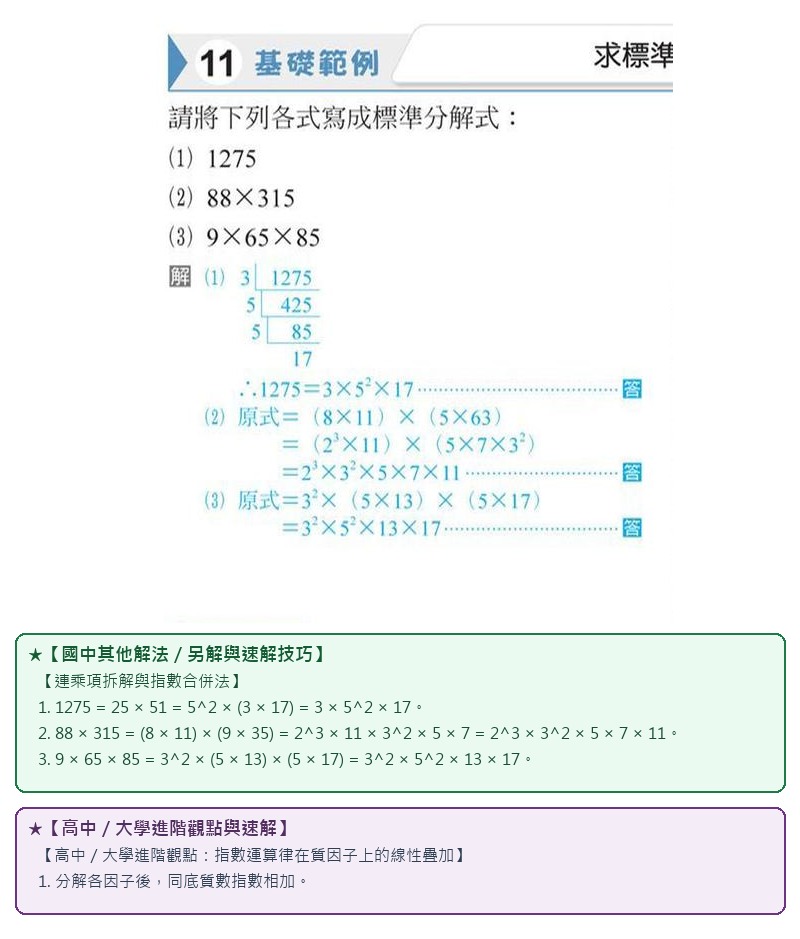 11 基礎範例 求標準
請將下列各式寫成標準分解式：
(1) 1275
(2) 88×315
(3) 9×65×85
解 (1) 3 1275
5 425
5 85
17
∴1275＝3×5²×17 答
(2) 原式＝（8×11）×（5×63）
＝（2³×11）×（5×7×3²）
＝2³×3²×5×7×11 答
(3) 原式＝3²×（5×13）×（5×17）
＝3²×5²×13×17 答
★【國中其他解法 / 另解與速解技巧】
【連乘項拆解與指數合併法】
1. 1275 = 25 × 51 = 5^2 × (3 × 17) = 3 × 5^2 × 17。
2. 88 × 315 = (8 × 11) × (9 × 35) = 2^3 × 11 × 3^2 × 5 × 7 = 2^3 × 3^2 × 5 × 7 × 11。
3. 9 × 65 × 85 = 3^2 × (5 × 13) × (5 × 17) = 3^2 × 5^2 × 13 × 17。
★【高中 / 大學進階觀點與速解】
【高中 / 大學進階觀點：指數運算律在質因子上的線性疊加】
1. 分解各因子後，同底質數指數相加。